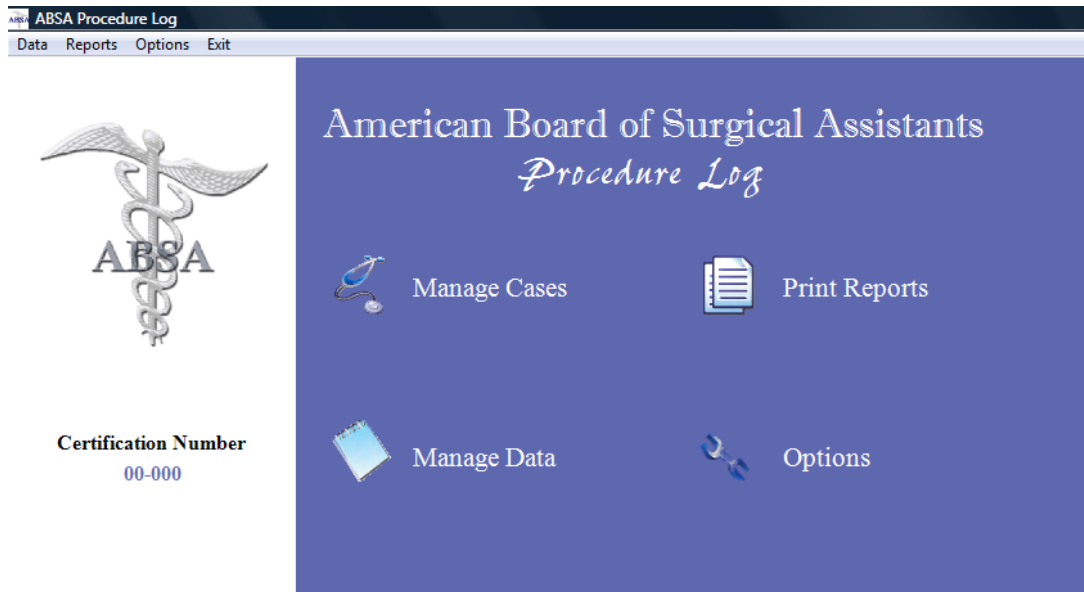 ABSA ABSA Procedure Log
Data Reports Options Exit
American Board of Surgical Assistants
Procedure Log
ABSA
Manage Cases
Print Reports
Certification Number
00-000
Manage Data
Options